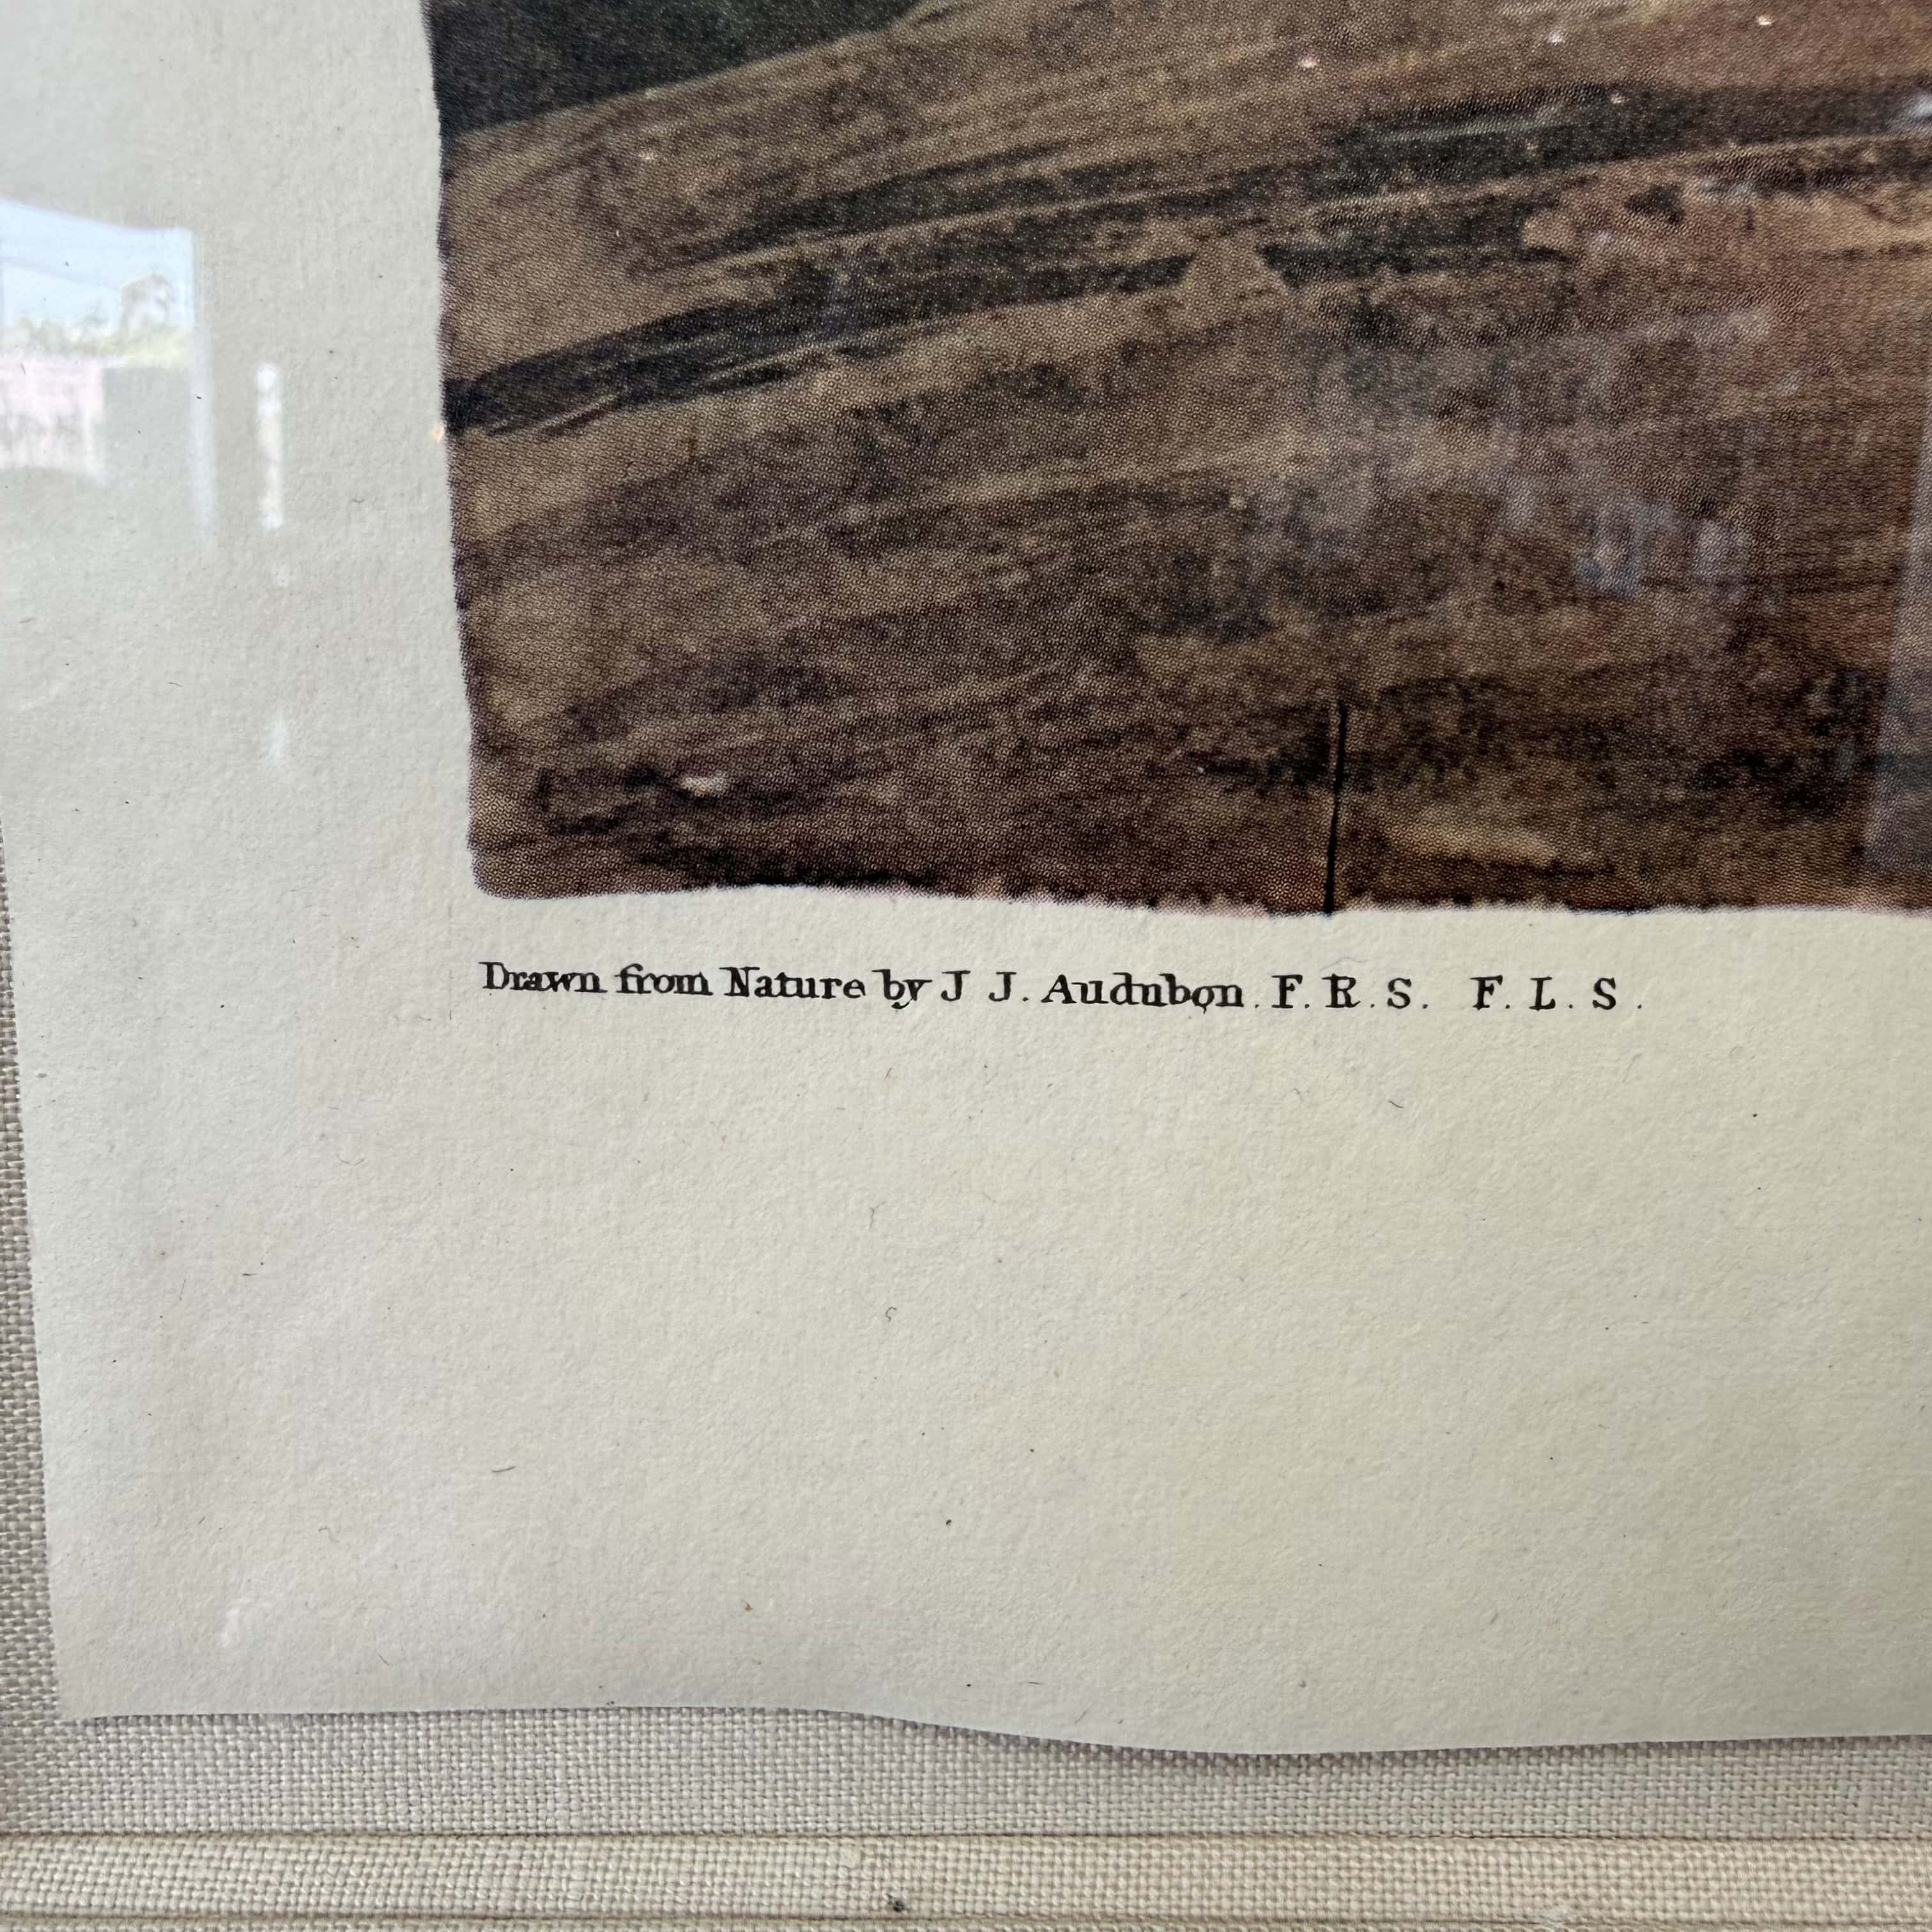 Drawn from Nature by J J. Audubon. F. R. S. F. L. S.